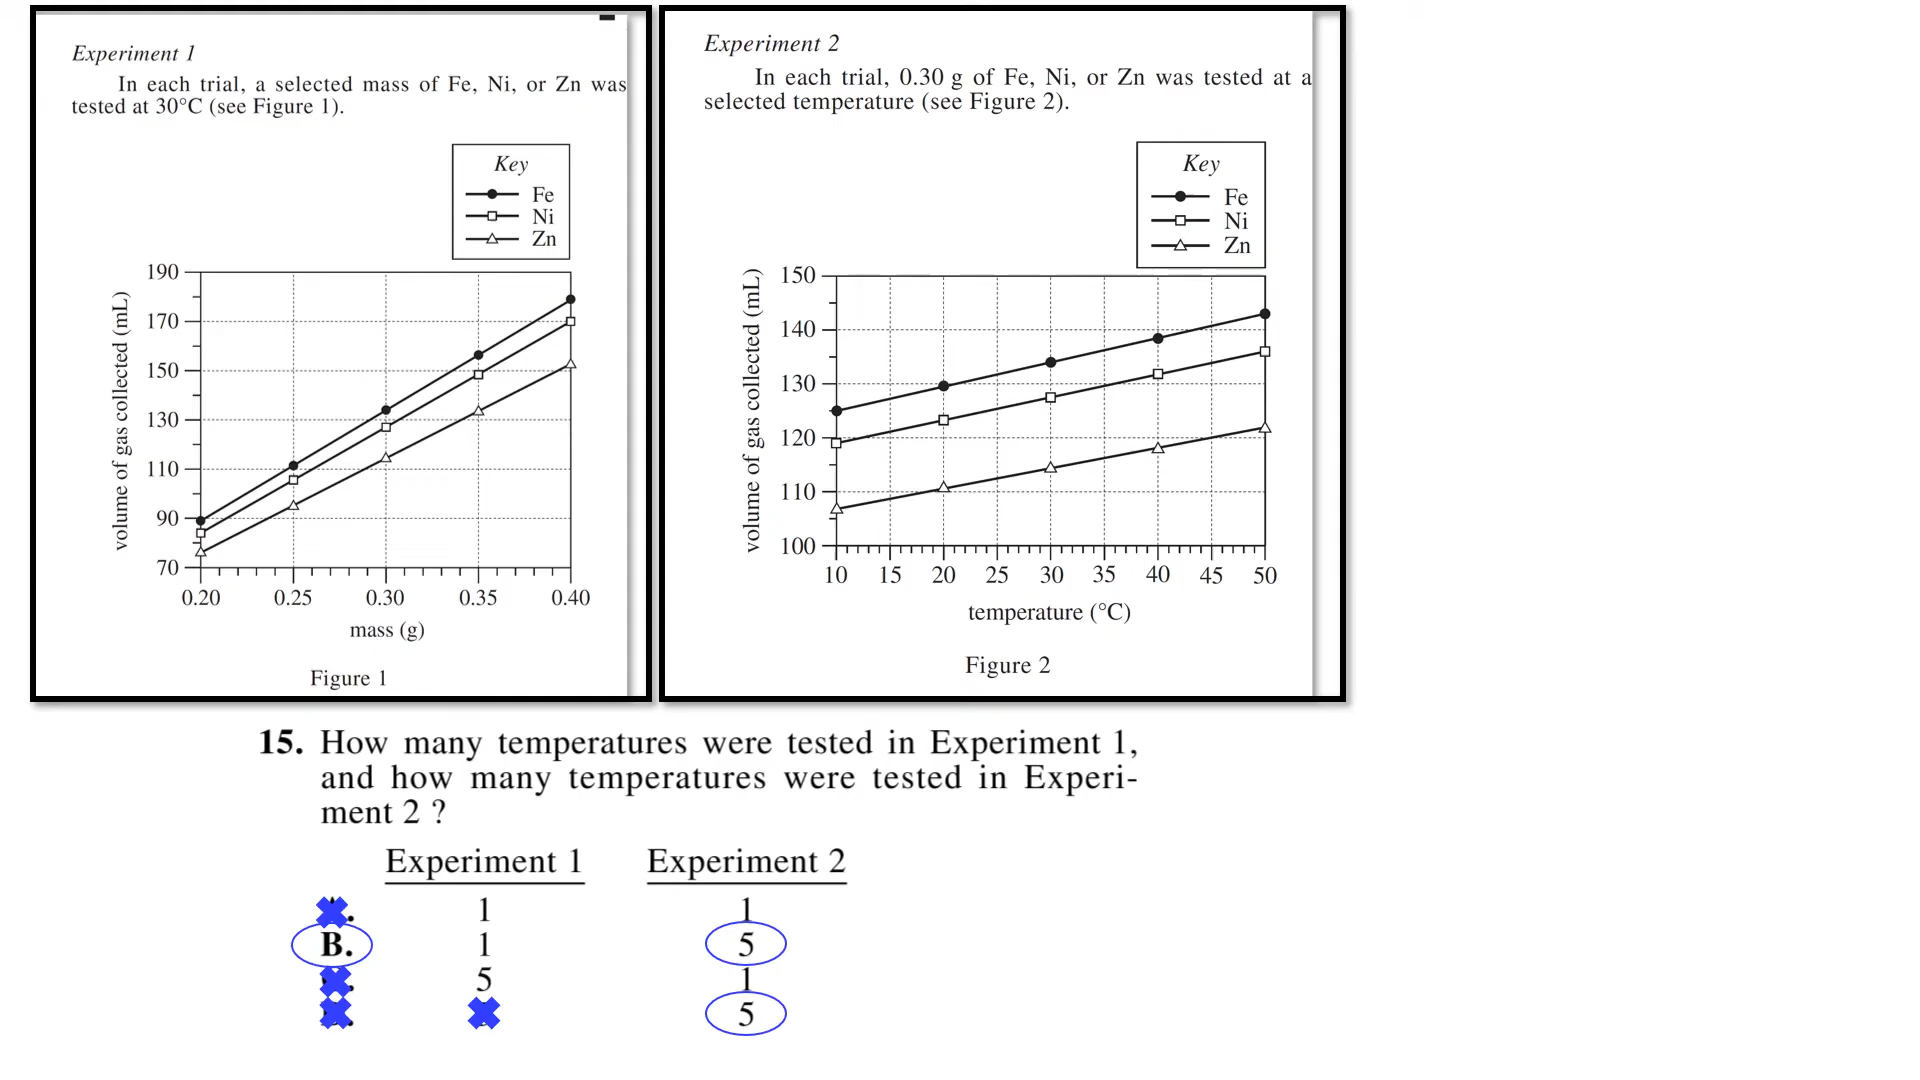 Experiment 1
In each trial, a selected mass of Fe, Ni, or Zn was
tested at 30°C (see Figure 1).
Key
Fe
Ni
Zn
volume of gas collected (mL)
190
170
150
130
110
90
70
0.20 0.25 0.30 0.35 0.40
mass (g)
Figure 1
Experiment 2
In each trial, 0.30 g of Fe, Ni, or Zn was tested at a
selected temperature (see Figure 2).
Key
Fe
Ni
Zn
volume of gas collected (mL)
150
140
130
120
110
100
10 15 20 25 30 35 40 45 50
temperature (°C)
Figure 2
15. How many temperatures were tested in Experiment 1,
and how many temperatures were tested in Experi-
ment 2 ?
Experiment 1 Experiment 2
1 1
B. 1 5
5 1
5